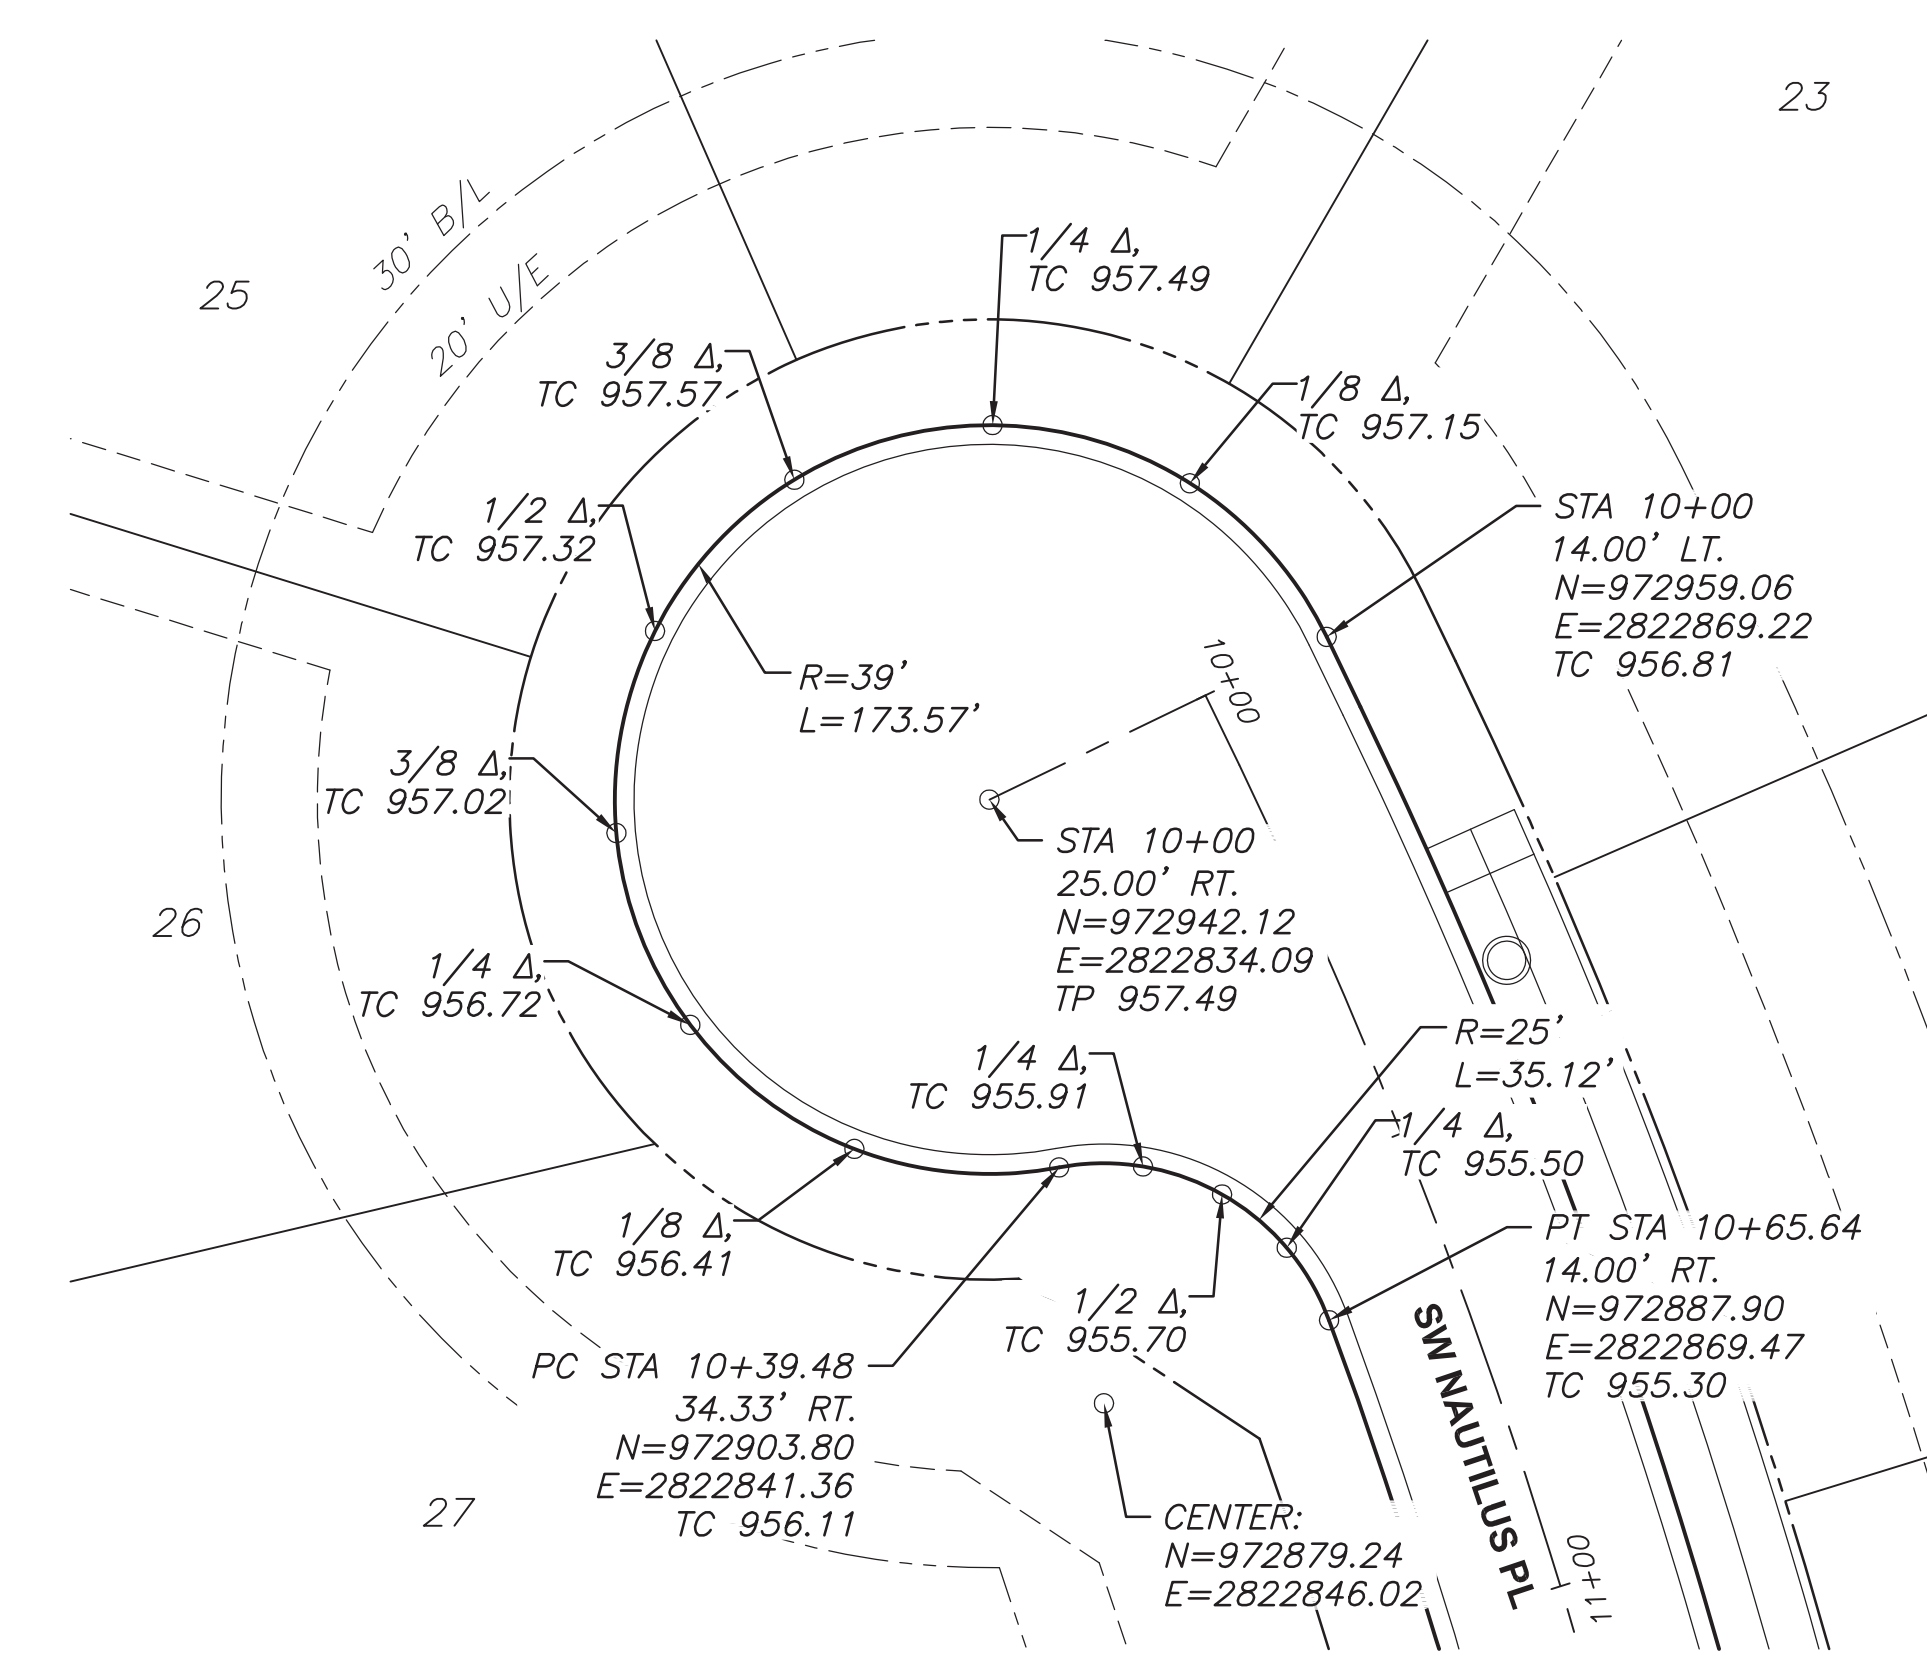 23
30' B/L
20' U/E
25
1/4 Δ,
TC 957.49
3/8 Δ,
TC 957.57
1/8 Δ,
TC 957.15
1/2 Δ,
TC 957.32
STA 10+00
14.00' LT.
N=972959.06
E=2822869.22
TC 956.81
R=39'
L=173.57'
10+00
3/8 Δ,
TC 957.02
STA 10+00
25.00' RT.
N=972942.12
E=2822834.09
TP 957.49
26
1/4 Δ,
TC 956.72
R=25'
L=35.12'
1/4 Δ,
TC 955.91
1/4 Δ,
TC 955.50
1/8 Δ,
TC 956.41
PT STA 10+65.64
14.00' RT.
N=972887.90
E=2822869.47
TC 955.30
1/2 Δ,
TC 955.70
PC STA 10+39.48
34.33' RT.
N=972903.80
E=2822841.36
TC 956.11
SW NAUTILUS PL
27
CENTER:
N=972879.24
E=2822846.02
11+00